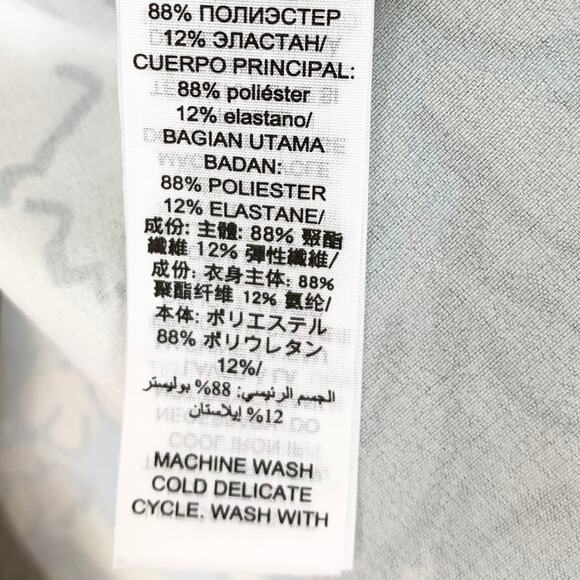 88% ПОЛИЭСТЕР
12% ЭЛАСТАН/
CUERPO PRINCIPAL:
88% poliéster
12% elastano/
BAGIAN UTAMA
BADAN:
88% POLIESTER
12% ELASTANE/
成份: 主體: 88% 聚酯
纖維 12% 彈性纖維/
成份: 衣身主体: 88%
聚酯纤维 12% 氨纶/
本体: ポリエステル
88% ポリウレタン
12%/
الجسم الرئيسي: 88% بوليستر
12% إيلاستان
MACHINE WASH
COLD DELICATE
CYCLE. WASH WITH